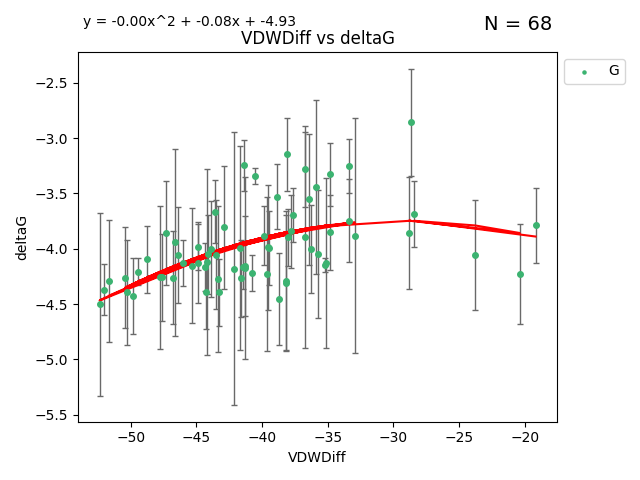 y = -0.00x^2 + -0.08x + -4.93
N = 68
VDWDiff vs deltaG
G
−2.5
−3.0
−3.5
−4.0
−4.5
−5.0
−5.5
deltaG
−50
−45
−40
−35
−30
−25
−20
VDWDiff